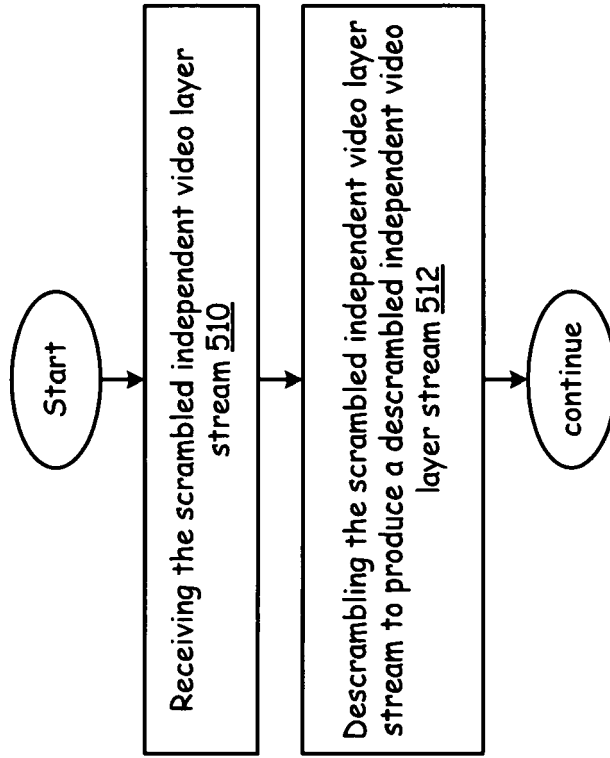 Start
Receiving the scrambled independent video layer
stream 510
Descrambling the scrambled independent video layer
stream to produce a descrambled independent video
layer stream 512
continue